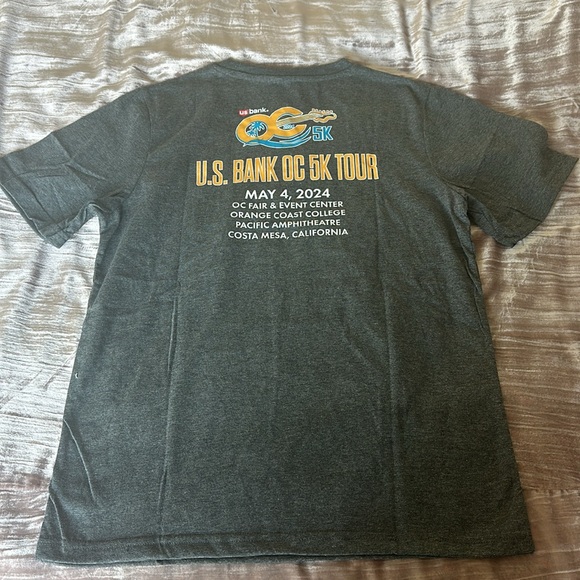 us bank.
OC
5K
U.S. BANK OC 5K TOUR
MAY 4, 2024
OC FAIR & EVENT CENTER
ORANGE COAST COLLEGE
PACIFIC AMPHITHEATRE
COSTA MESA, CALIFORNIA